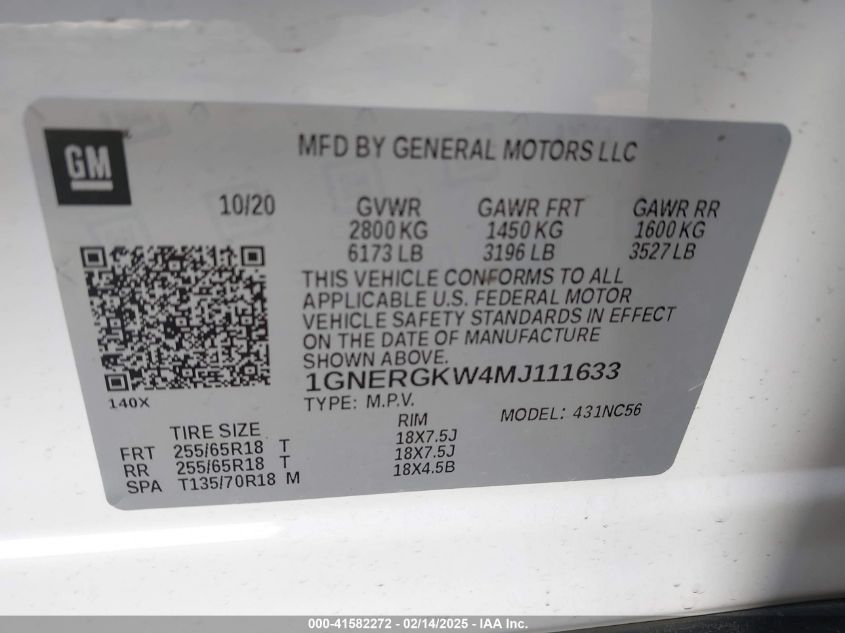 GM
MFD BY GENERAL MOTORS LLC
10/20 GVWR GAWR FRT GAWR RR
2800 KG 1450 KG 1600 KG
6173 LB 3196 LB 3527 LB
THIS VEHICLE CONFORMS TO ALL
APPLICABLE U.S. FEDERAL MOTOR
VEHICLE SAFETY STANDARDS IN EFFECT
ON THE DATE OF MANUFACTURE
SHOWN ABOVE.
1GNERGKW4MJ111633
140X
TYPE: M.P.V.
MODEL: 431NC56
TIRE SIZE RIM
FRT 255/65R18 T 18X7.5J
RR 255/65R18 T 18X7.5J
SPA T135/70R18 M 18X4.5B
000-41582272 - 02/14/2025 - IAA Inc.